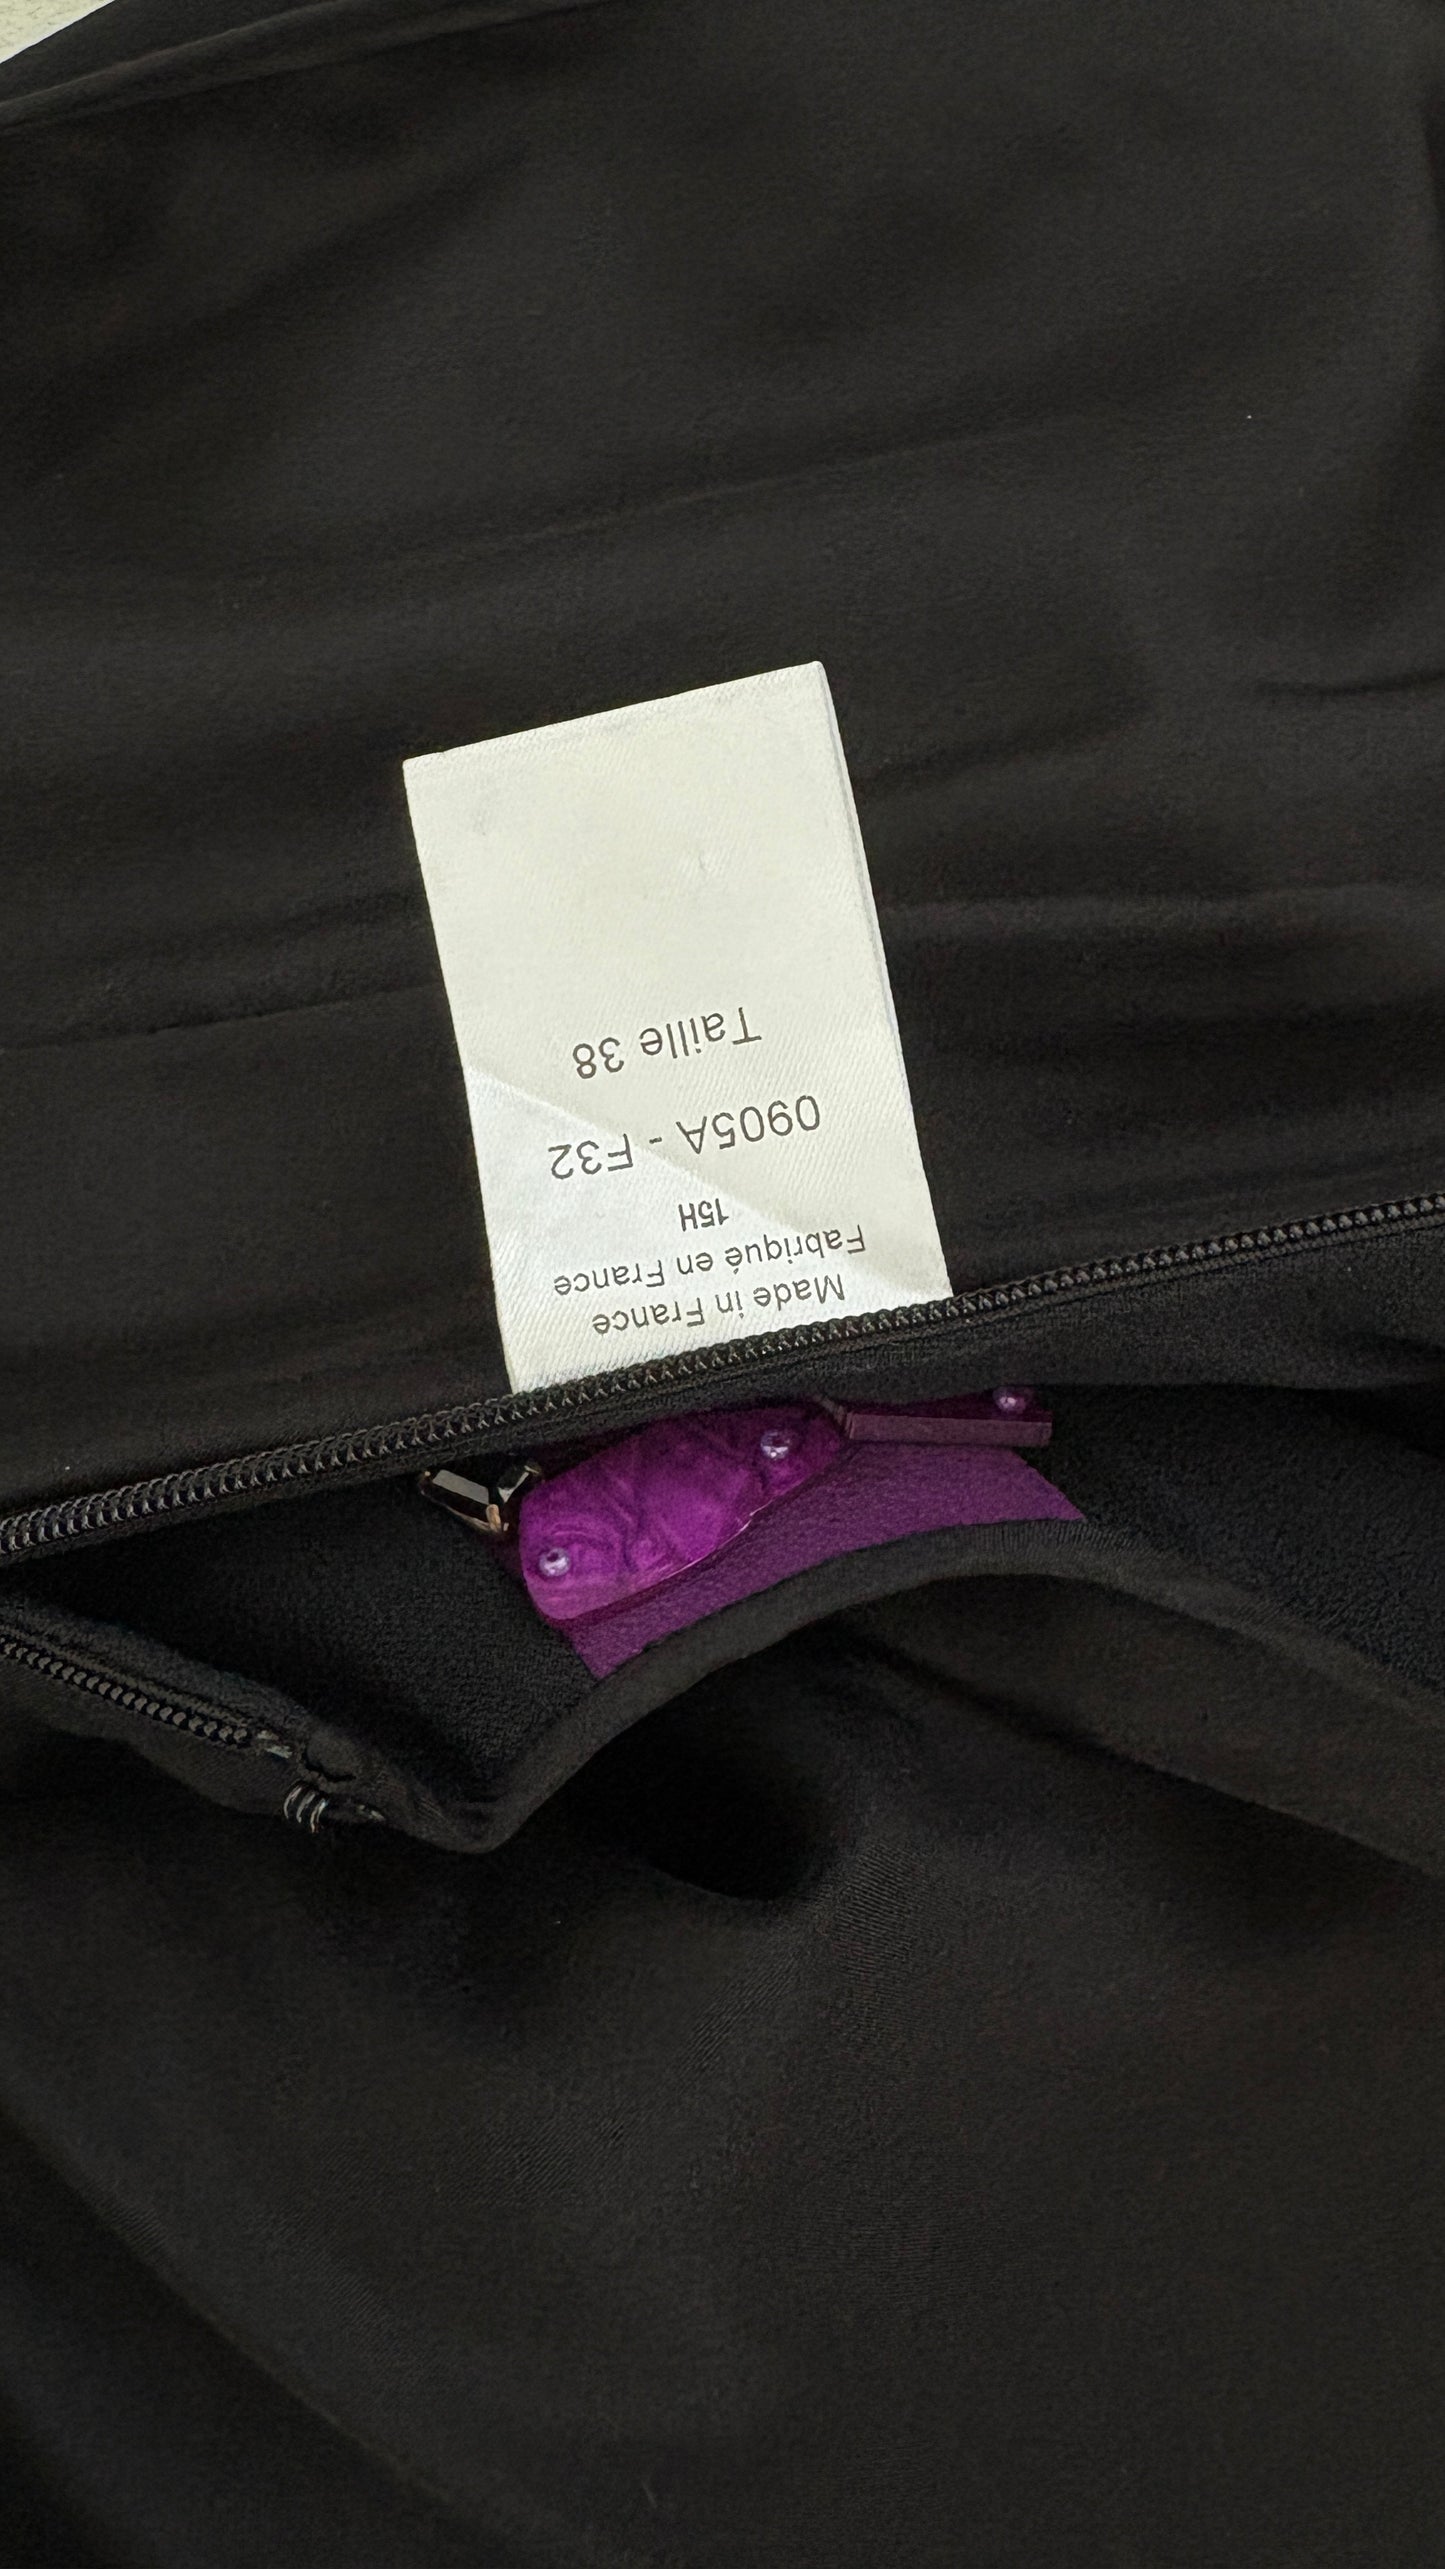 Made in France
Fabriqué en France
15H
0905A - F32
Taille 38